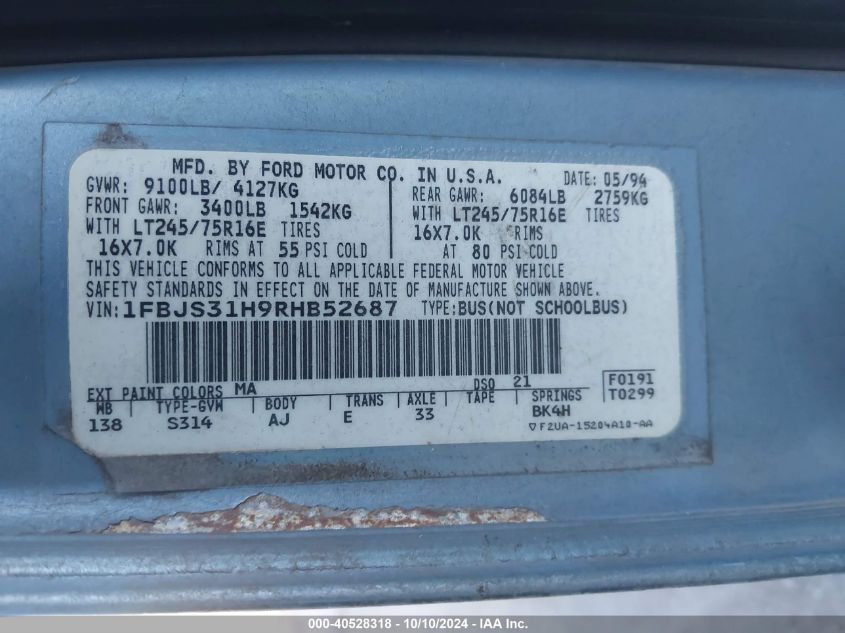 MFD. BY FORD MOTOR CO. IN U.S.A.
DATE: 05/94
GVWR: 9100LB/ 4127KG
FRONT GAWR: 3400LB 1542KG
WITH LT245/75R16E TIRES
16X7.0K RIMS AT 55 PSI COLD
REAR GAWR: 6084LB 2759KG
WITH LT245/75R16E TIRES
16X7.0K RIMS
AT 80 PSI COLD
THIS VEHICLE CONFORMS TO ALL APPLICABLE FEDERAL MOTOR VEHICLE
SAFETY STANDARDS IN EFFECT ON THE DATE OF MANUFACTURE SHOWN ABOVE.
VIN: 1FBJS31H9RHB52687 TYPE: BUS(NOT SCHOOLBUS)
EXT PAINT COLORS MA DSO 21
WB TYPE-GVW BODY TRANS AXLE TAPE SPRINGS
138 S314 AJ E 33 BK4H
F0191
T0299
▽F2UA-15204A10-AA
000-40528318 - 10/10/2024 - IAAI.com